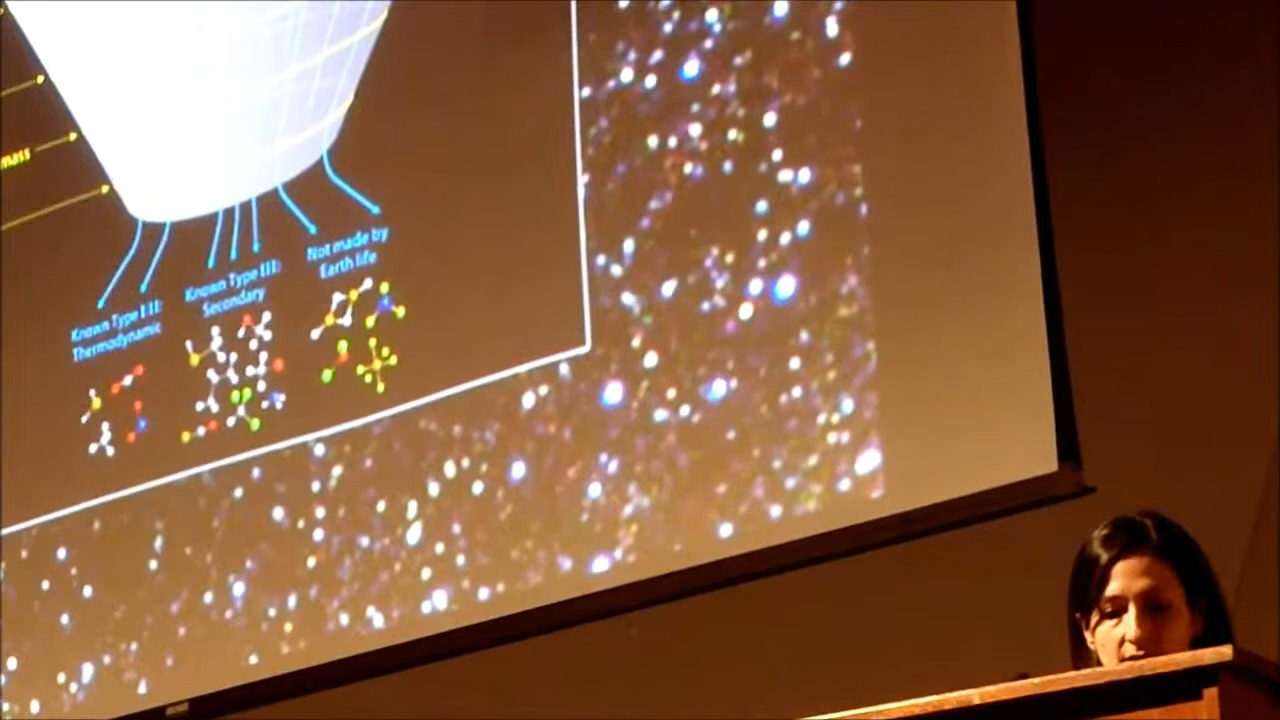 mass
Known Type I II:
Thermodynamic
Known Type III:
Secondary
Not made by
Earth life